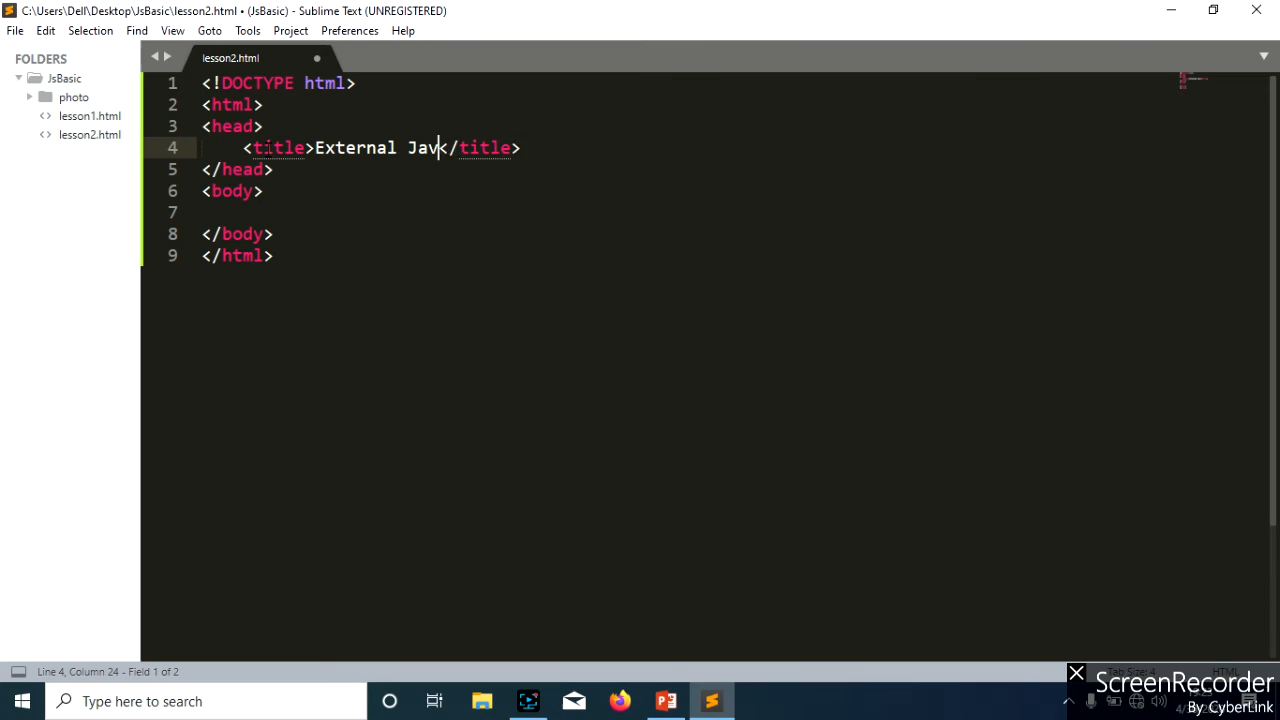 C:\Users\Dell\Desktop\JsBasic\lesson2.html • (JsBasic) - Sublime Text (UNREGISTERED)
File Edit Selection Find View Goto Tools Project Preferences Help
FOLDERS
JsBasic
photo
lesson1.html
lesson2.html
lesson2.html
1 <!DOCTYPE html>
2 <html>
3 <head>
4 <title>External Jav</title>
5 </head>
6 <body>
7
8 </body>
9 </html>
Line 4, Column 24 - Field 1 of 2
Type here to search
ScreenRecorder
By CyberLink